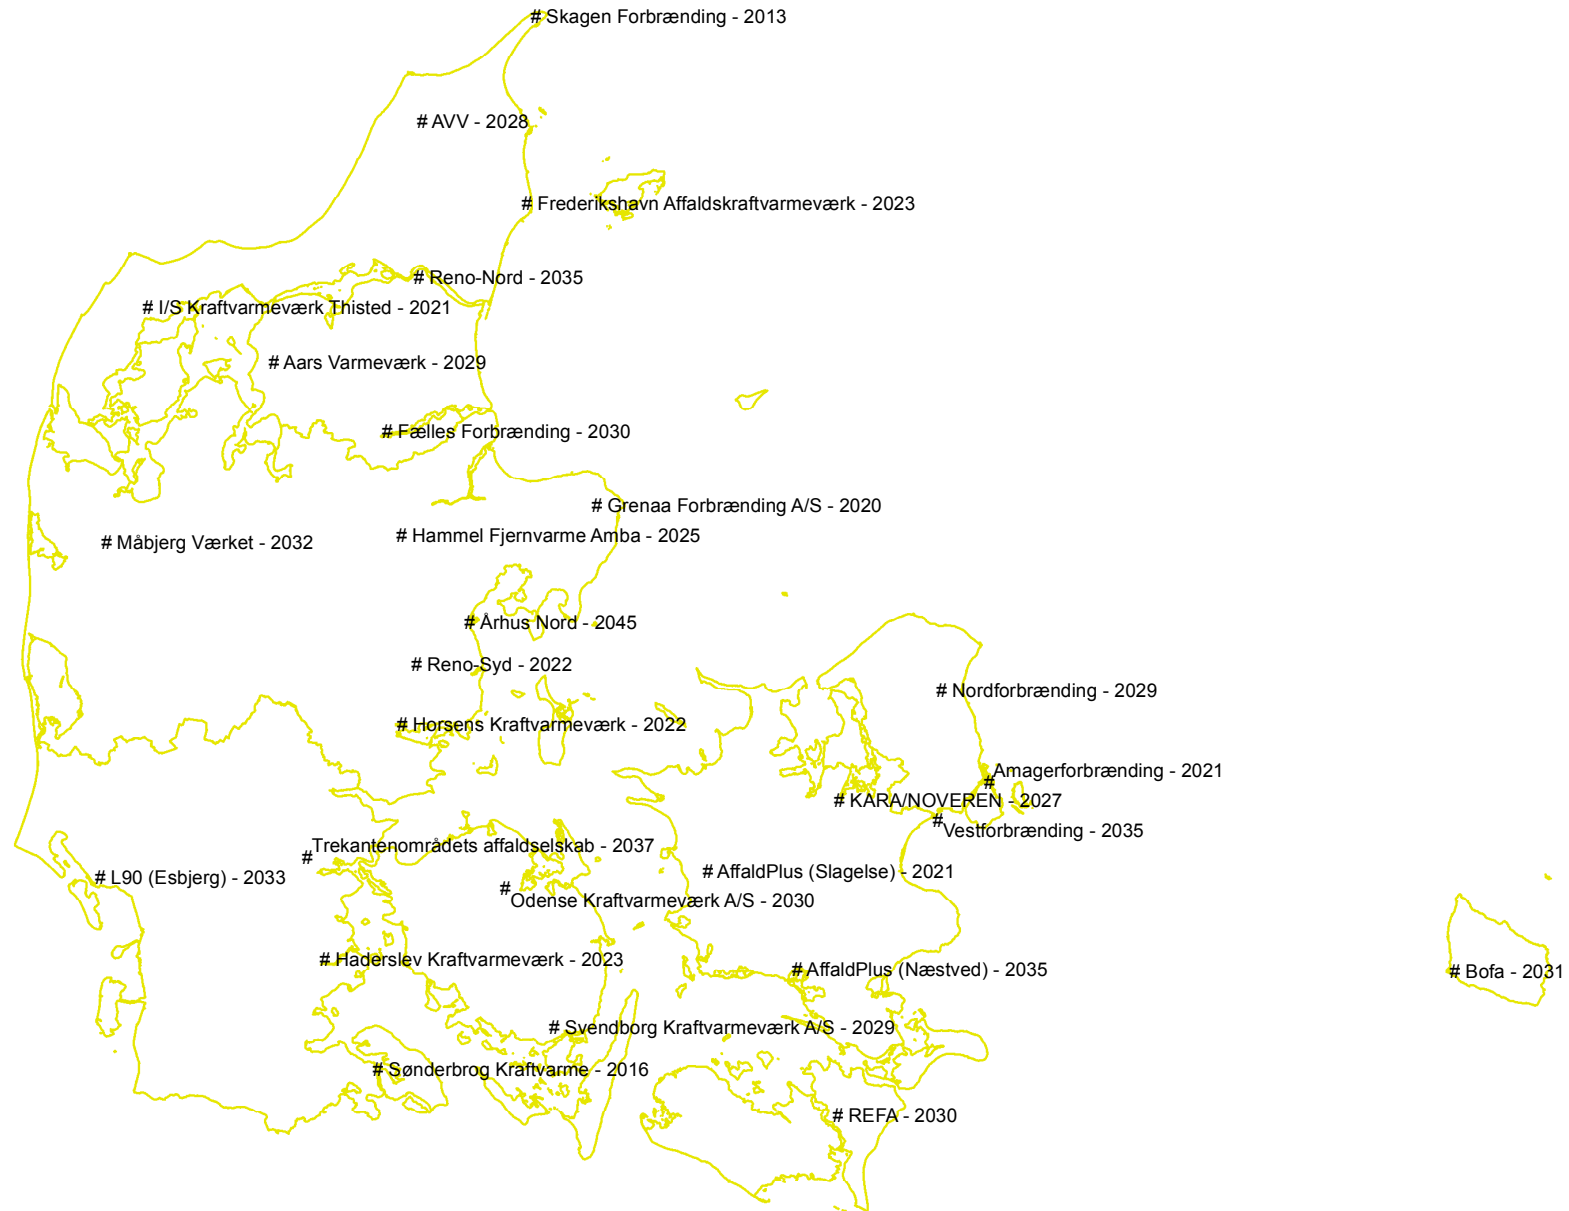 # Skagen Forbrænding - 2013
# AVV - 2028
# Frederikshavn Affaldskraftvarmeværk - 2023
# Reno-Nord - 2035
# I/S Kraftvarmeværk Thisted - 2021
# Aars Varmeværk - 2029
# Fælles Forbrænding - 2030
# Grenaa Forbrænding A/S - 2020
# Hammel Fjernvarme Amba - 2025
# Måbjerg Værket - 2032
# Århus Nord - 2045
# Reno-Syd - 2022
# Nordforbrænding - 2029
# Horsens Kraftvarmeværk - 2022
# Amagerforbrænding - 2021
# KARA/NOVEREN - 2027
# Vestforbrænding - 2035
# Trekantenområdets affaldselskab - 2037
# AffaldPlus (Slagelse) - 2021
# L90 (Esbjerg) - 2033
# Odense Kraftvarmeværk A/S - 2030
# Haderslev Kraftvarmeværk - 2023
# AffaldPlus (Næstved) - 2035
# Bofa - 2031
# Svendborg Kraftvarmeværk A/S - 2029
# Sønderbrog Kraftvarme - 2016
# REFA - 2030